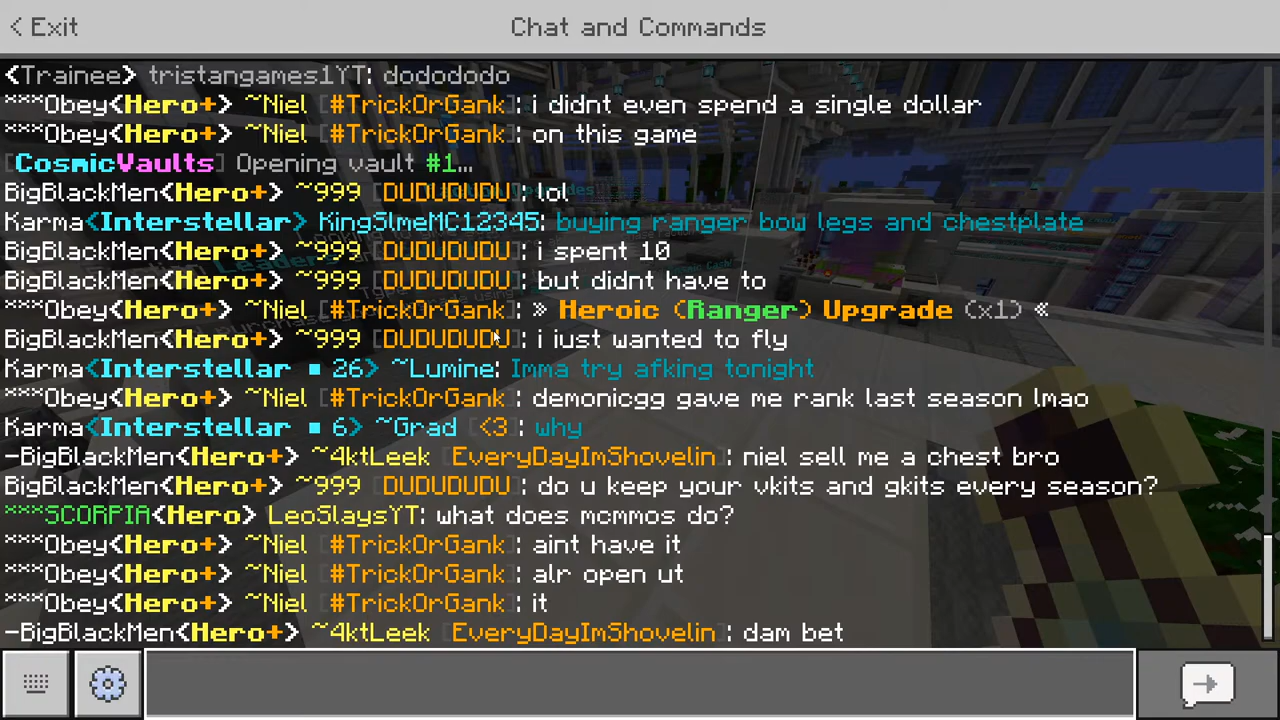 < Exit
Chat and Commands
<Trainee> tristangames1YT: dodododo
***Obey<Hero+> ~Niel [#TrickOrGank]: i didnt even spend a single dollar
***Obey<Hero+> ~Niel [#TrickOrGank]: on this game
[CosmicVaults] Opening vault #1...
BigBlackMen<Hero+> ~999 [DUDUDUDU]: lol
Karma<Interstellar> KingSlmeMC12345: buying ranger bow legs and chestplate
BigBlackMen<Hero+> ~999 [DUDUDUDU]: i spent 10
BigBlackMen<Hero+> ~999 [DUDUDUDU]: but didnt have to
***Obey<Hero+> ~Niel [#TrickOrGank]: » Heroic (Ranger) Upgrade (x1) «
BigBlackMen<Hero+> ~999 [DUDUDUDU]: i iust wanted to fly
Karma<Interstellar ▪ 26> ~Lumine: Imma try afking tonight
***Obey<Hero+> ~Niel [#TrickOrGank]: demonicgg gave me rank last season lmao
Karma<Interstellar ▪ 6> ~Grad [<3]: why
-BigBlackMen<Hero+> ~4ktLeek [EveryDayImShovelin]: niel sell me a chest bro
BigBlackMen<Hero+> ~999 [DUDUDUDU]: do u keep your vkits and gkits every season?
***SCORPIA<Hero> LeoSlaysYT: what does mcmmos do?
***Obey<Hero+> ~Niel [#TrickOrGank]: aint have it
***Obey<Hero+> ~Niel [#TrickOrGank]: alr open ut
***Obey<Hero+> ~Niel [#TrickOrGank]: it
-BigBlackMen<Hero+> ~4ktLeek [EveryDayImShovelin]: dam bet